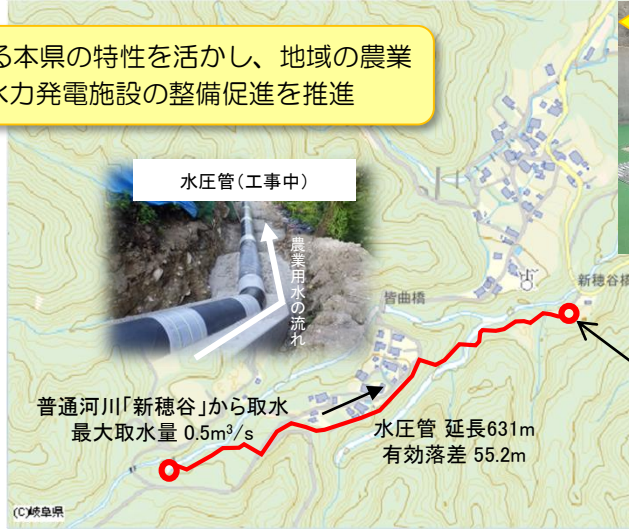 る本県の特性を活かし、地域の農業
水力発電施設の整備促進を推進
水圧管（工事中）
農業用水の流れ
新穂谷橋
皆曲橋
普通河川「新穂谷」から取水
最大取水量 0.5m³/s
水圧管 延長631m
有効落差 55.2m
(C)岐阜県